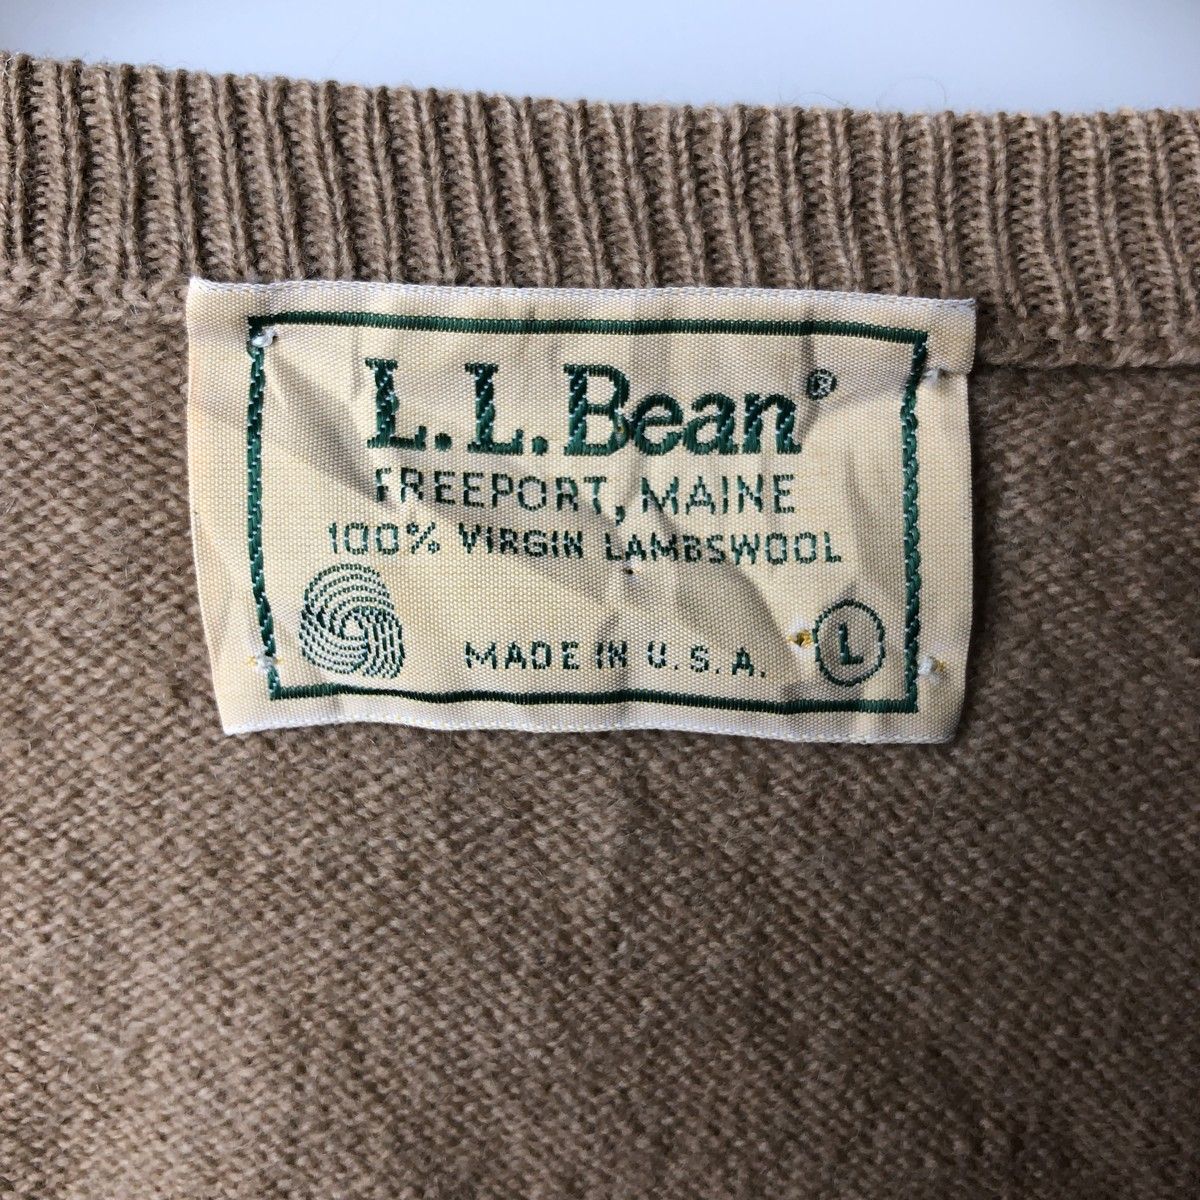 L.L.Bean®
FREEPORT, MAINE
100% VIRGIN LAMBSWOOL
MADE IN U.S.A. L